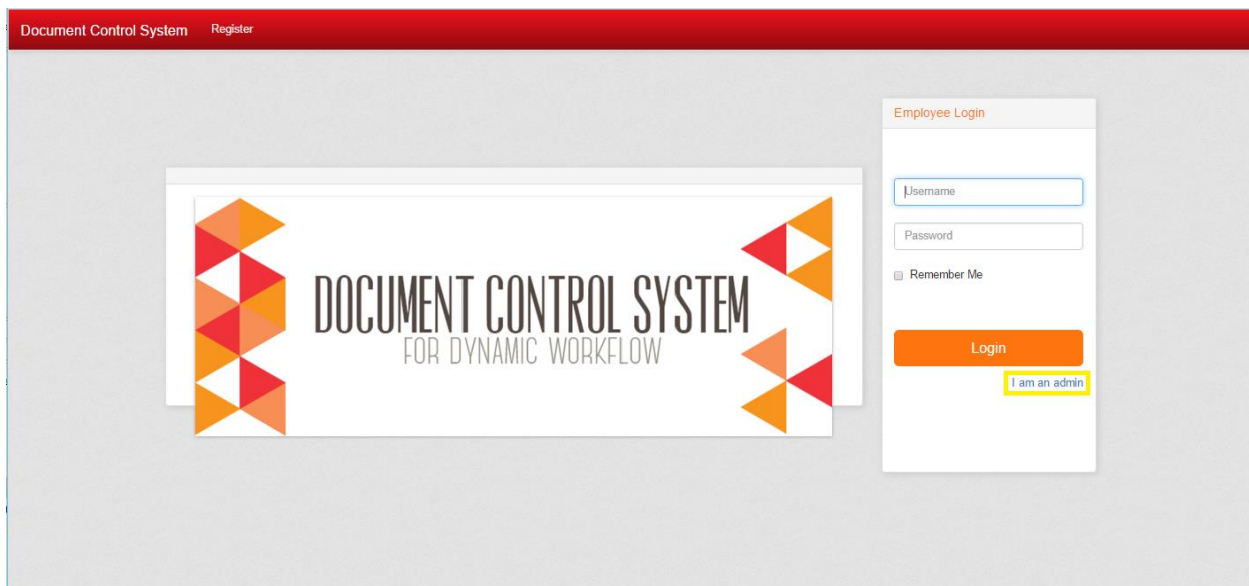 Document Control System Register
Employee Login
Username
Password
Remember Me
Login
I am an admin
DOCUMENT CONTROL SYSTEM
FOR DYNAMIC WORKFLOW